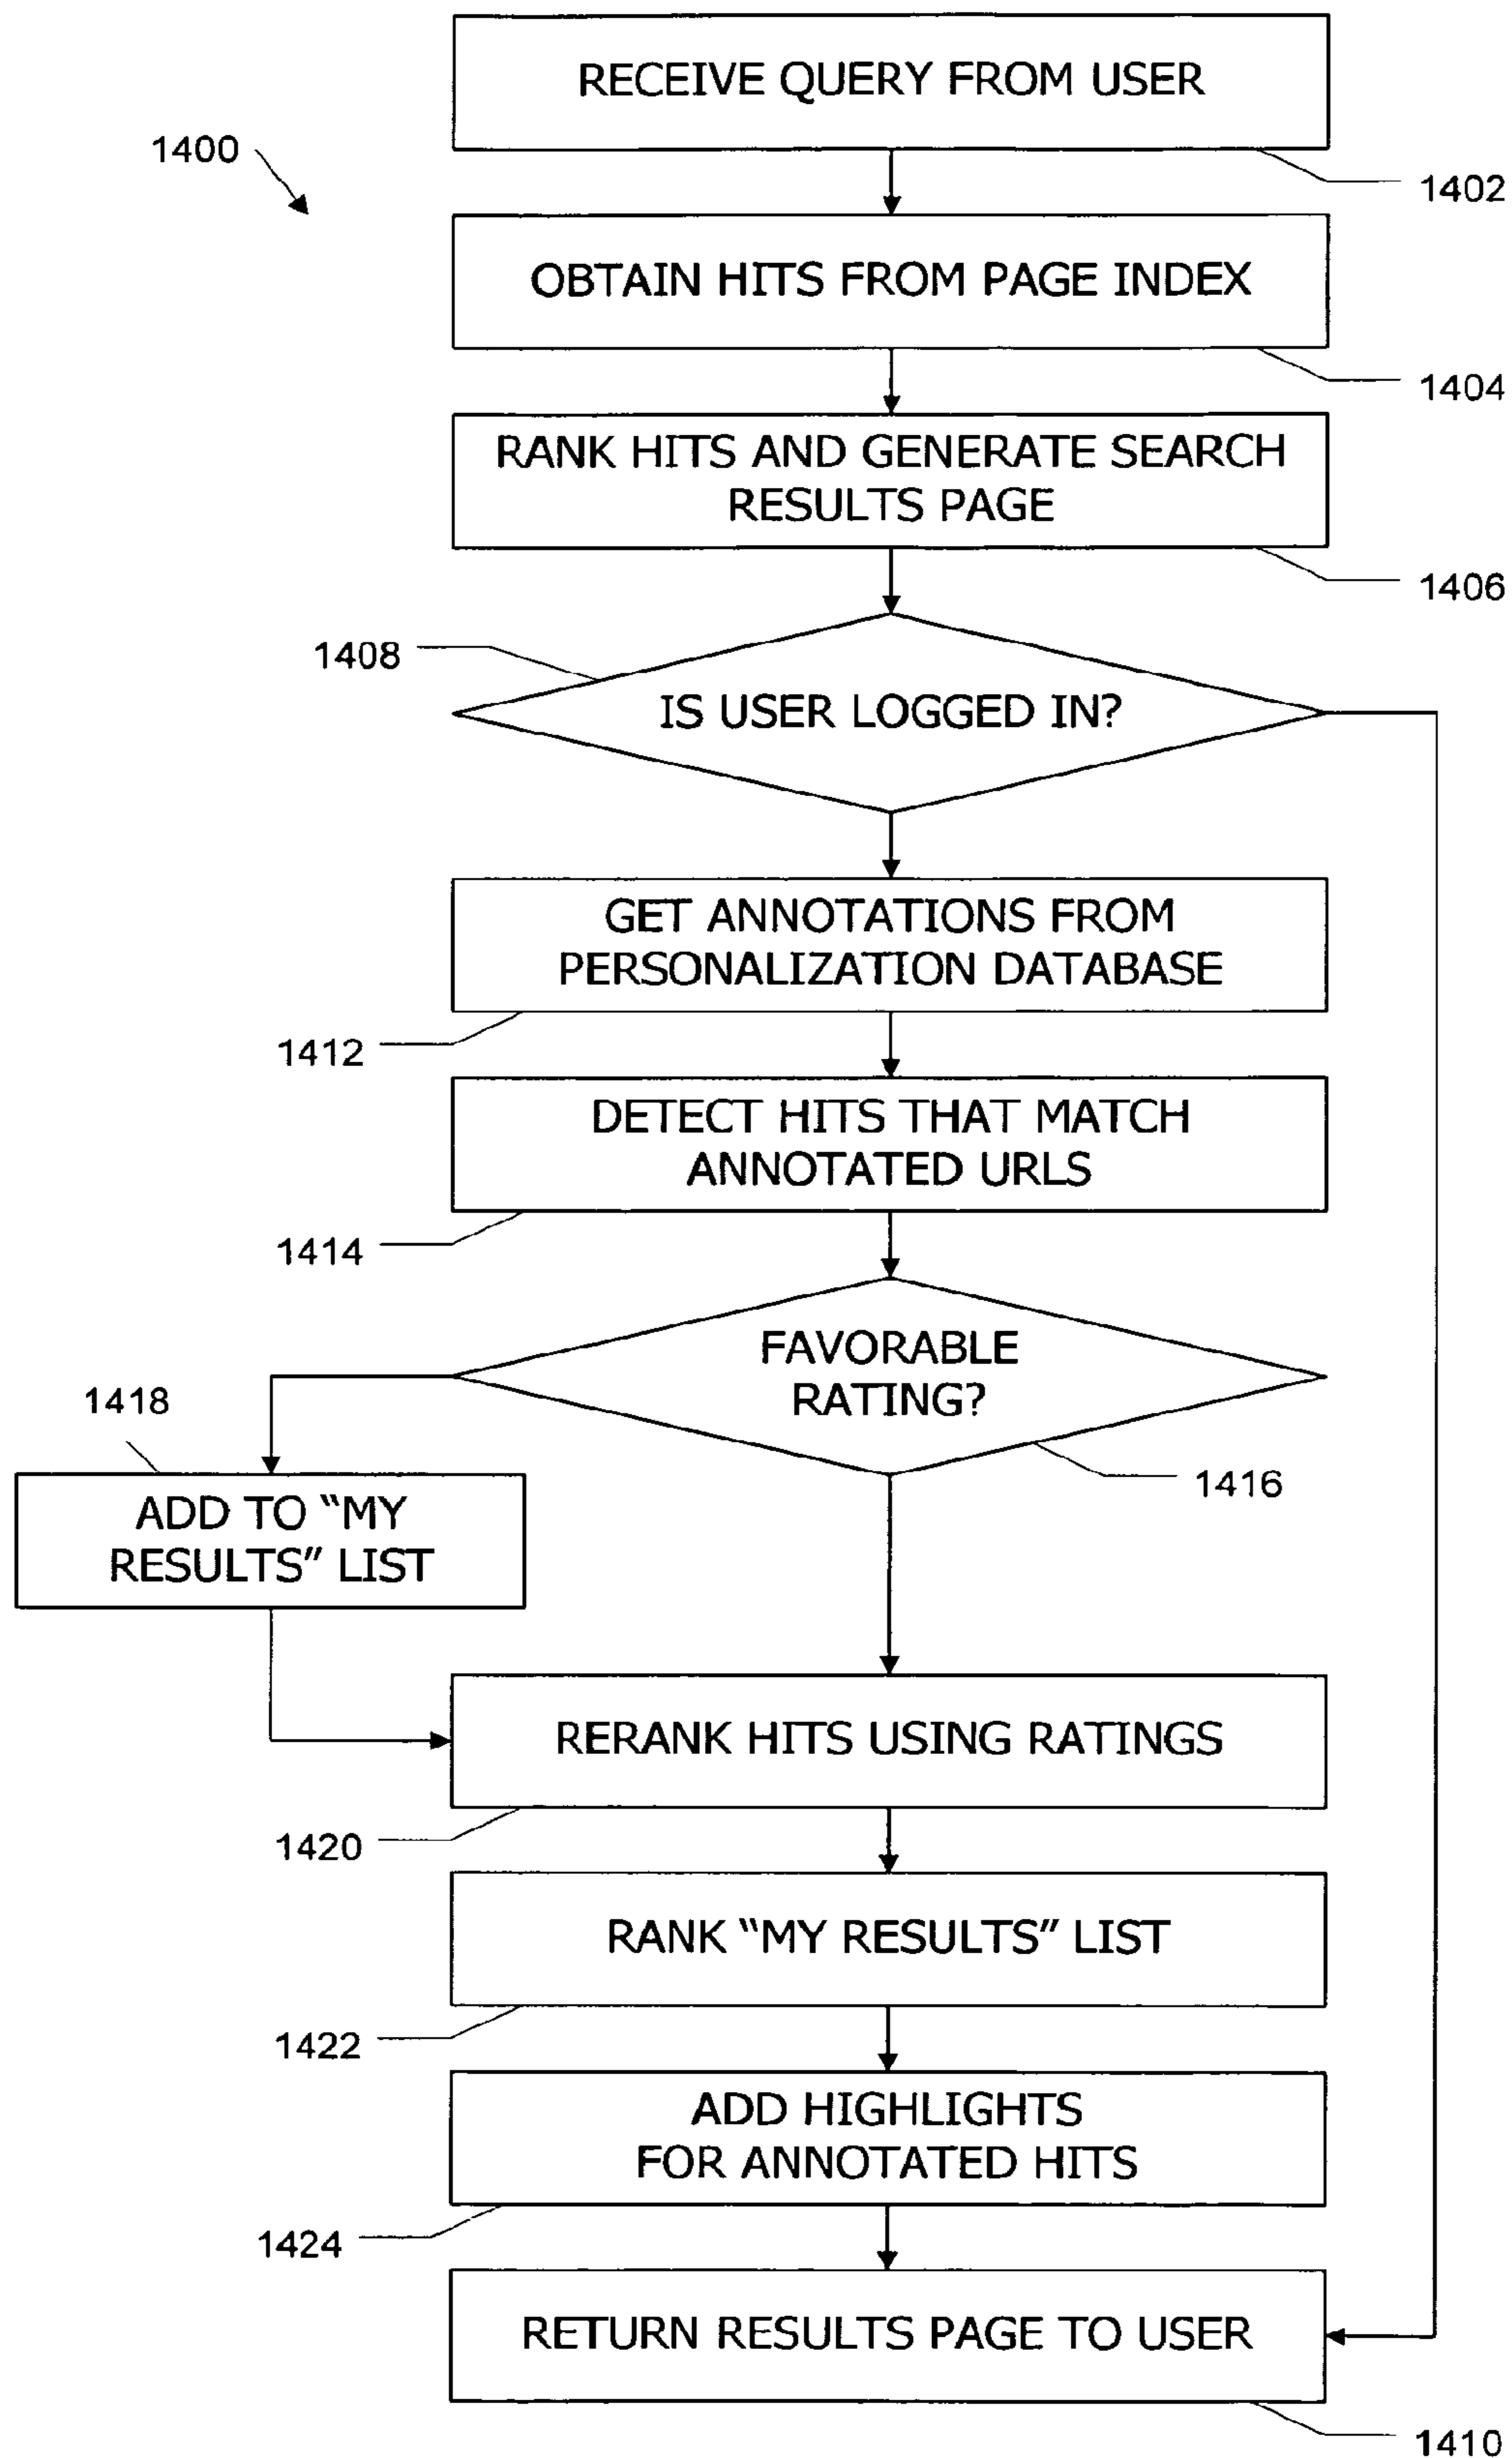 RECEIVE QUERY FROM USER
1400
1402
OBTAIN HITS FROM PAGE INDEX
1404
RANK HITS AND GENERATE SEARCH
RESULTS PAGE
1406
1408
IS USER LOGGED IN?
GET ANNOTATIONS FROM
PERSONALIZATION DATABASE
1412
DETECT HITS THAT MATCH
ANNOTATED URLS
1414
FAVORABLE
RATING?
1416
1418
ADD TO “MY
RESULTS” LIST
RERANK HITS USING RATINGS
1420
RANK “MY RESULTS” LIST
1422
ADD HIGHLIGHTS
FOR ANNOTATED HITS
1424
RETURN RESULTS PAGE TO USER
1410